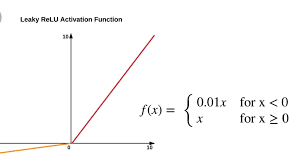 Leaky ReLU Activation Function
10
f(x) = { 0.01x for x < 0
x for x ≥ 0
0
10